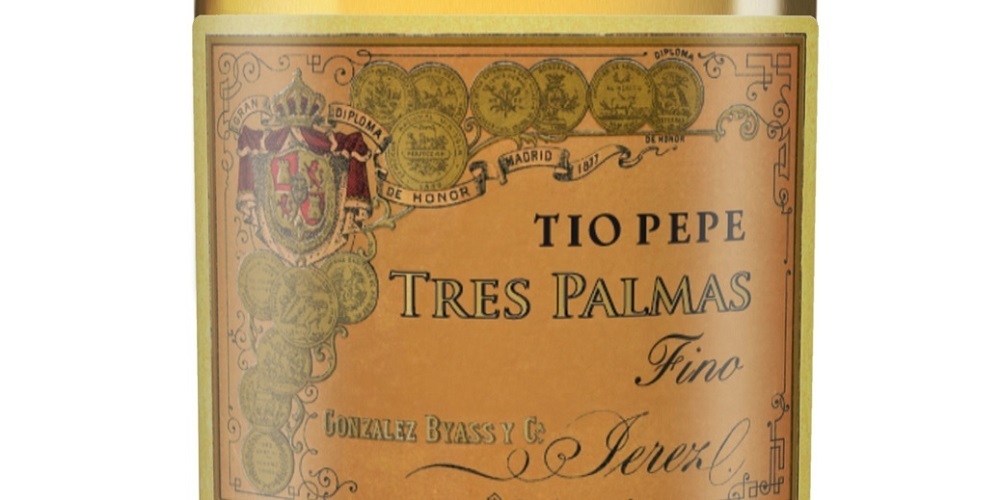 DIPLOMA
GRAN DIPLOMA
DE HONOR
DE HONOR
MADRID 1877
TIO PEPE
TRES PALMAS
Fino
GONZALEZ BYASS Y Cª
Jerez